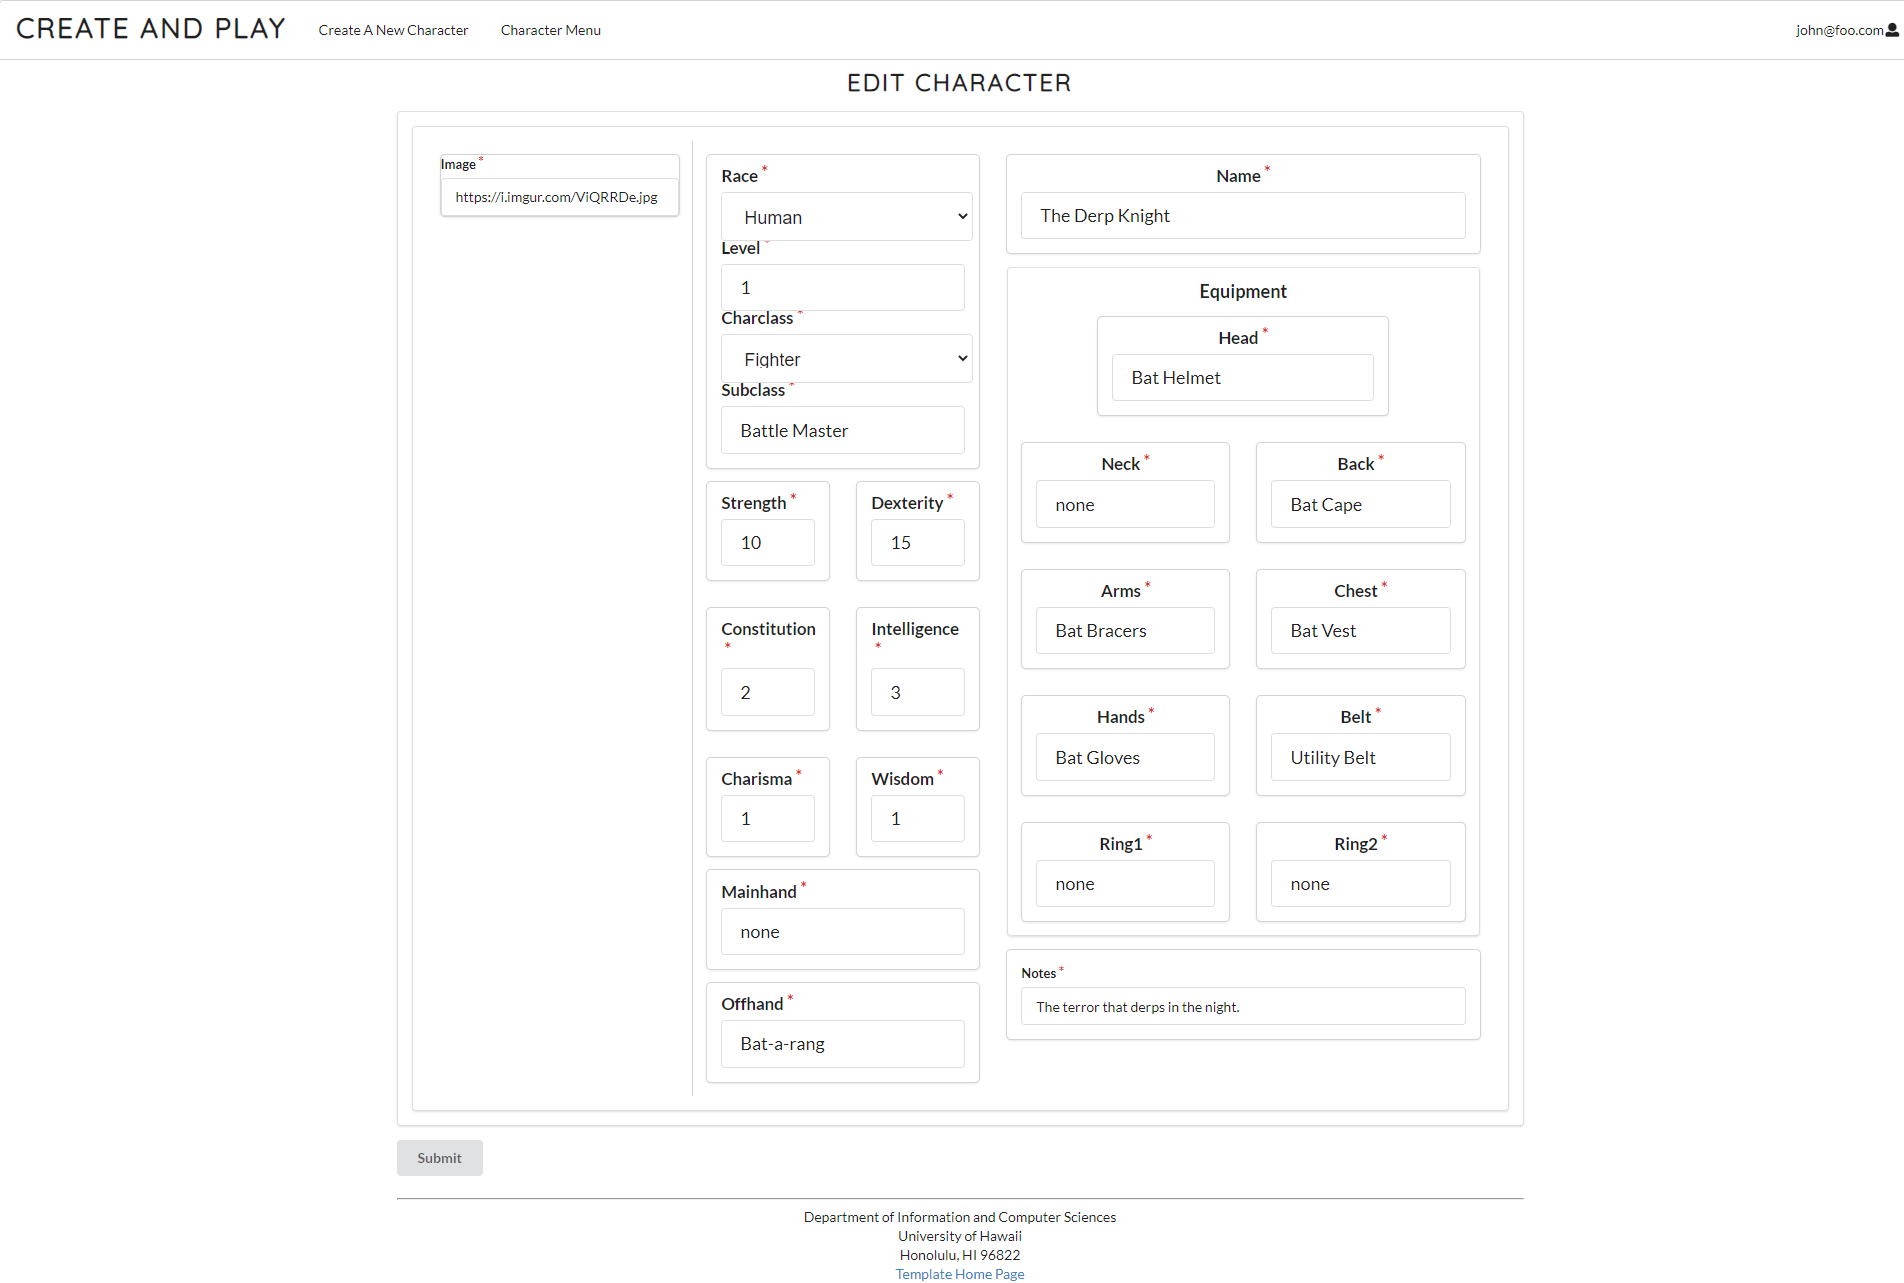 CREATE AND PLAY Create A New Character Character Menu john@foo.com
EDIT CHARACTER
Image *
https://i.imgur.com/ViQRRDe.jpg
Race *
Human
Level *
1
Charclass *
Fighter
Subclass *
Battle Master
Strength * Dexterity *
10 15
Constitution * Intelligence *
2 3
Charisma * Wisdom *
1 1
Mainhand *
none
Offhand *
Bat-a-rang
Name *
The Derp Knight
Equipment
Head *
Bat Helmet
Neck * Back *
none Bat Cape
Arms * Chest *
Bat Bracers Bat Vest
Hands * Belt *
Bat Gloves Utility Belt
Ring1 * Ring2 *
none none
Notes *
The terror that derps in the night.
Submit
Department of Information and Computer Sciences
University of Hawaii
Honolulu, HI 96822
Template Home Page